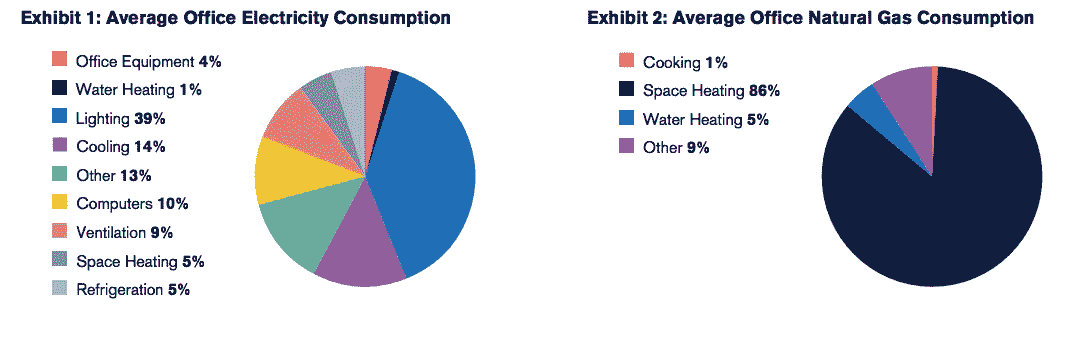 Exhibit 1: Average Office Electricity Consumption
Office Equipment 4%
Water Heating 1%
Lighting 39%
Cooling 14%
Other 13%
Computers 10%
Ventilation 9%
Space Heating 5%
Refrigeration 5%
Exhibit 2: Average Office Natural Gas Consumption
Cooking 1%
Space Heating 86%
Water Heating 5%
Other 9%